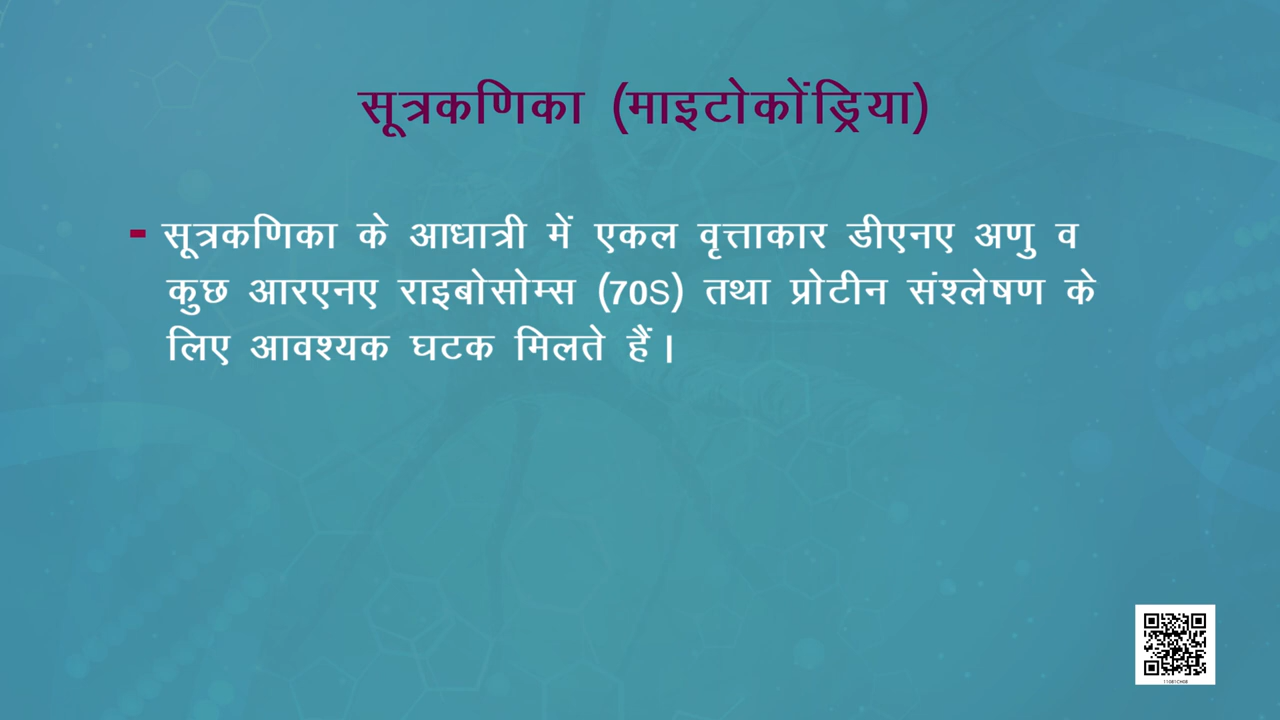 सूत्रकणिका (माइटोकोंड्रिया)
- सूत्रकणिका के आधात्री में एकल वृत्ताकार डीएनए अणु व
कुछ आरएनए राइबोसोम्स (70S) तथा प्रोटीन संश्लेषण के
लिए आवश्यक घटक मिलते हैं ।